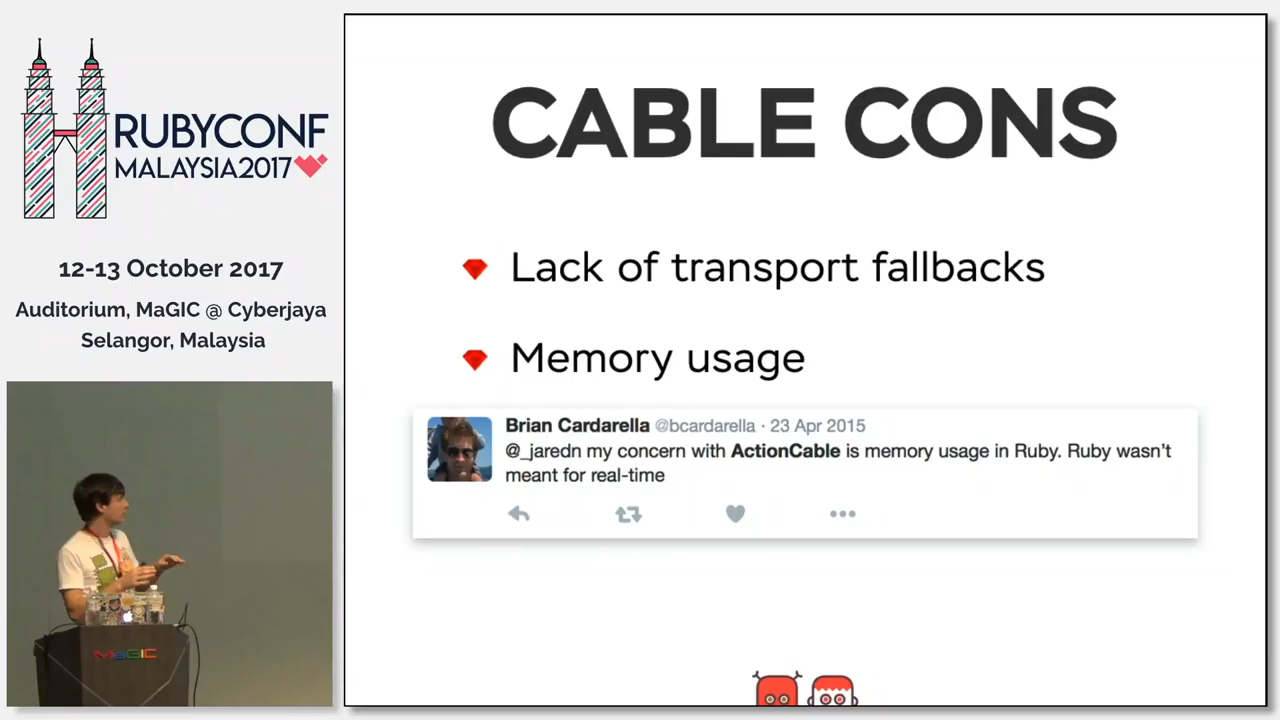 RUBYCONF
MALAYSIA2017
12-13 October 2017
Auditorium, MaGIC @ Cyberjaya
Selangor, Malaysia
MaGIC
CABLE CONS
Lack of transport fallbacks
Memory usage
Brian Cardarella @bcardarella · 23 Apr 2015
@_jaredn my concern with ActionCable is memory usage in Ruby. Ruby wasn't
meant for real-time